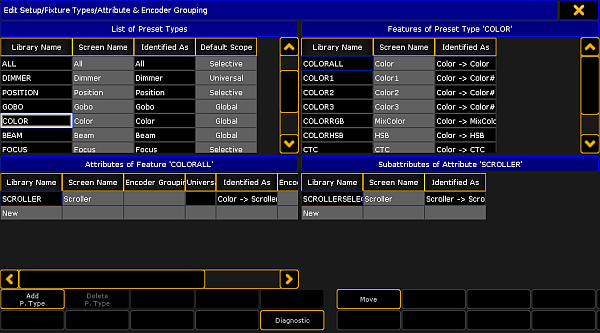 Edit Setup/Fixture Types/Attribute & Encoder Grouping
List of Preset Types
Library Name Screen Name Identified As Default Scope
ALL All All Selective
DIMMER Dimmer Dimmer Universal
POSITION Position Position Selective
GOBO Gobo Gobo Global
COLOR Color Color Global
BEAM Beam Beam Global
FOCUS Focus Focus Selective
Features of Preset Type 'COLOR'
Library Name Screen Name Identified As
COLORALL Color Color -> Color
COLOR1 Color1 Color -> Color#
COLOR2 Color2 Color -> Color#
COLOR3 Color3 Color -> Color#
COLORRGB MixColor Color -> MixColo
COLORHSB HSB Color -> HSB
CTC CTC Color -> CTC
Attributes of Feature 'COLORALL'
Library Name Screen Name Encoder Groupin Univers Identified As Encod
SCROLLER Scroller Color -> Scroller
New
Subattributes of Attribute 'SCROLLER'
Library Name Screen Name Identified As
SCROLLERSELEC Scroller Color -> Scro
New
Add
P. Type
Delete
P. Type
Move
Diagnostic